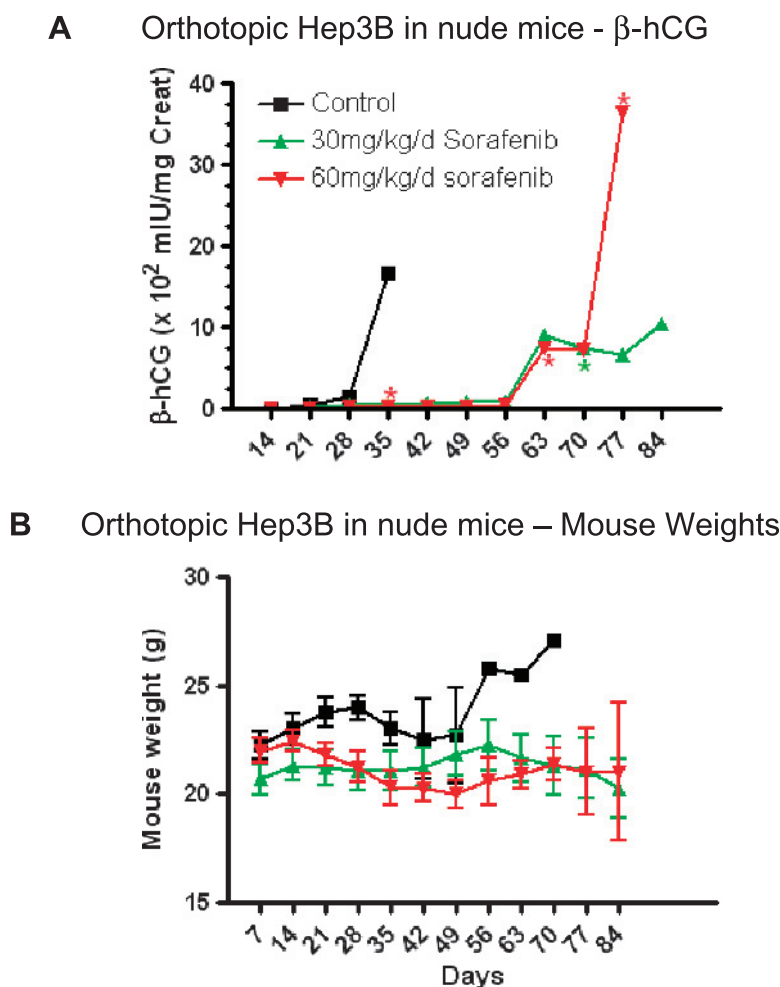 A Orthotopic Hep3B in nude mice - β-hCG
β-hCG (x 10² mIU/mg Creat)
40
30
20
10
0
Control
30mg/kg/d Sorafenib
60mg/kg/d sorafenib
*
*
*
*
14 21 28 35 42 49 56 63 70 77 84
B Orthotopic Hep3B in nude mice – Mouse Weights
Mouse weight (g)
30
25
20
15
7 14 21 28 35 42 49 56 63 70 77 84
Days